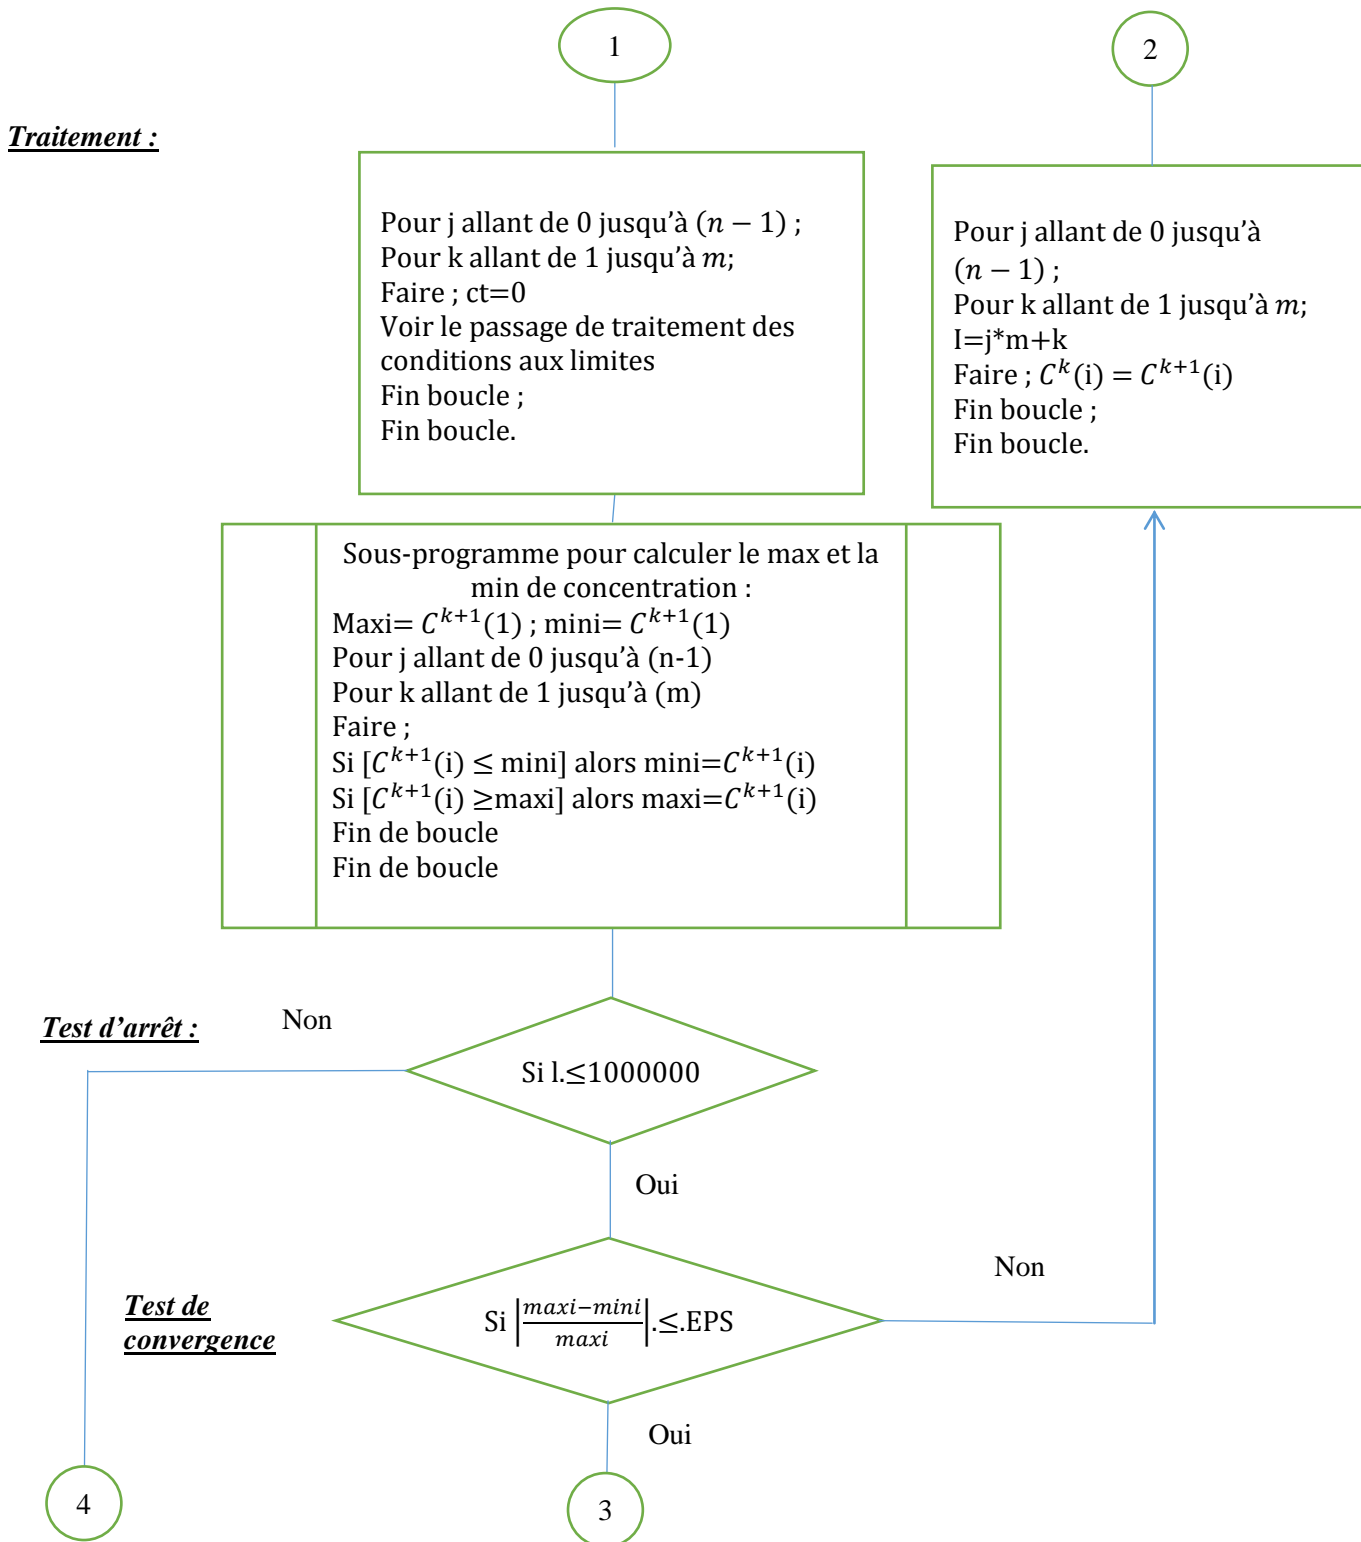 1
2
Traitement :
Pour j allant de 0 jusqu’à (n − 1) ;
Pour k allant de 1 jusqu’à m;
Faire ; ct=0
Voir le passage de traitement des
conditions aux limites
Fin boucle ;
Fin boucle.
Pour j allant de 0 jusqu’à
(n − 1) ;
Pour k allant de 1 jusqu’à m;
I=j*m+k
Faire ; C^k(i) = C^{k+1}(i)
Fin boucle ;
Fin boucle.
Sous-programme pour calculer le max et la
min de concentration :
Maxi= C^{k+1}(1) ; mini= C^{k+1}(1)
Pour j allant de 0 jusqu’à (n-1)
Pour k allant de 1 jusqu’à (m)
Faire ;
Si [C^{k+1}(i) ≤ mini] alors mini=C^{k+1}(i)
Si [C^{k+1}(i) ≥maxi] alors maxi=C^{k+1}(i)
Fin de boucle
Fin de boucle
Test d’arrêt :
Non
Si l.≤1000000
Oui
Non
Test de
convergence
Si |\frac{maxi−mini}{maxi}|.≤.EPS
Oui
4
3